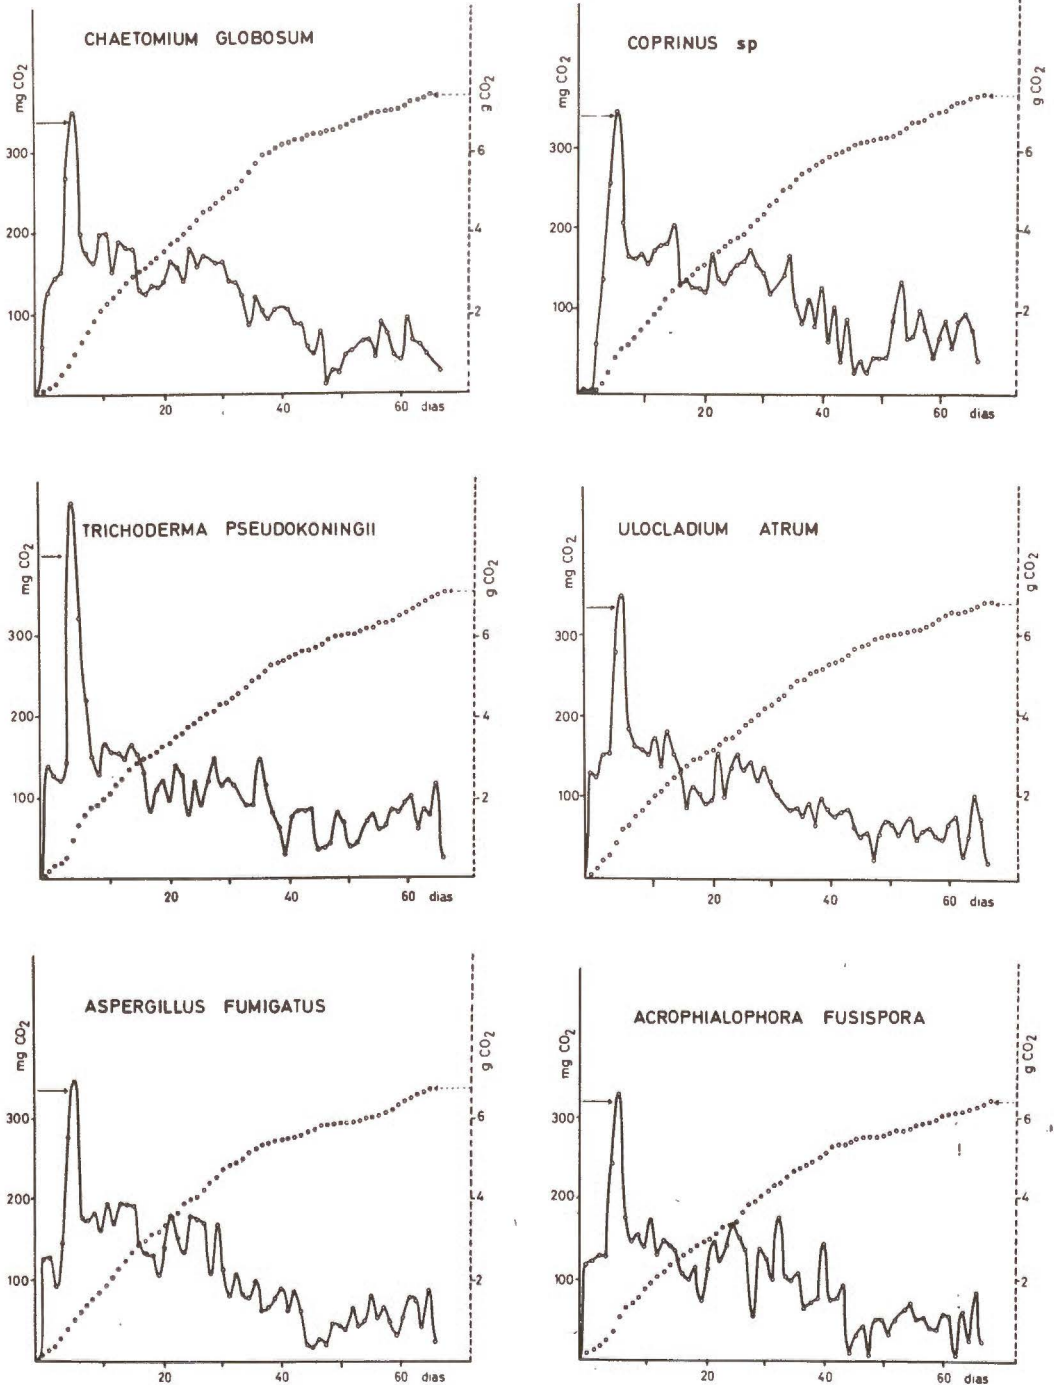 CHAETOMIUM GLOBOSUM
mg CO2
g CO2
300
200
100
6
4
2
20
40
60 dias
COPRINUS sp
mg CO2
g CO2
300
200
100
6
4
2
20
40
60 dias
TRICHODERMA PSEUDOKONINGII
mg CO2
g CO2
300
200
100
6
4
2
20
40
60 dias
ULOCLADIUM ATRUM
mg CO2
g CO2
300
200
100
6
4
2
20
40
60 dias
ASPERGILLUS FUMIGATUS
mg CO2
g CO2
300
200
100
6
4
2
20
40
60 dias
ACROPHIALOPHORA FUSISPORA
mg CO2
g CO2
300
200
100
6
4
2
20
40
60 dias